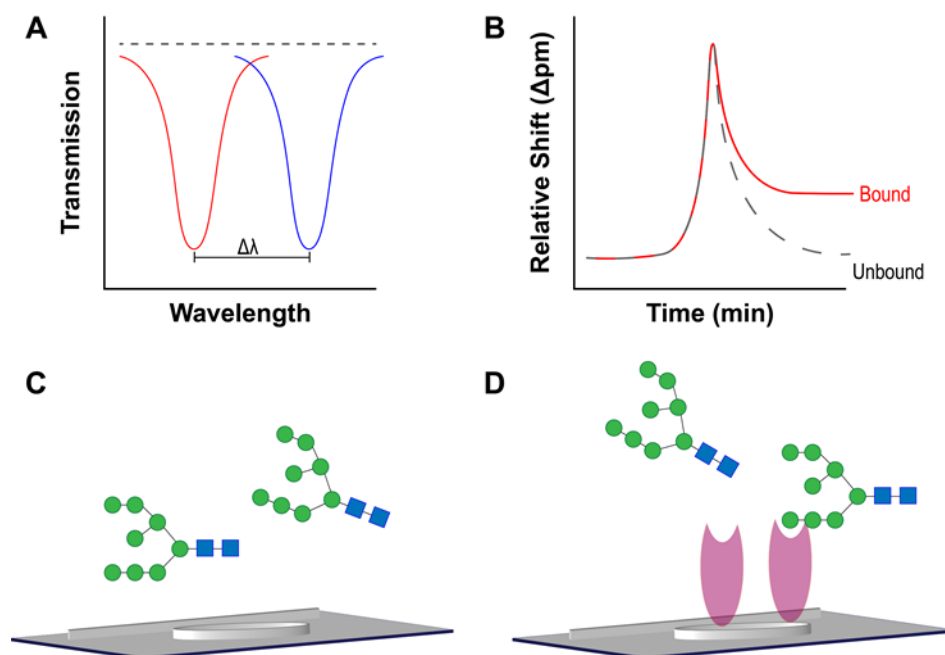 A
Transmission
Δλ
Wavelength
B
Relative Shift (Δpm)
Bound
Unbound
Time (min)
C
D